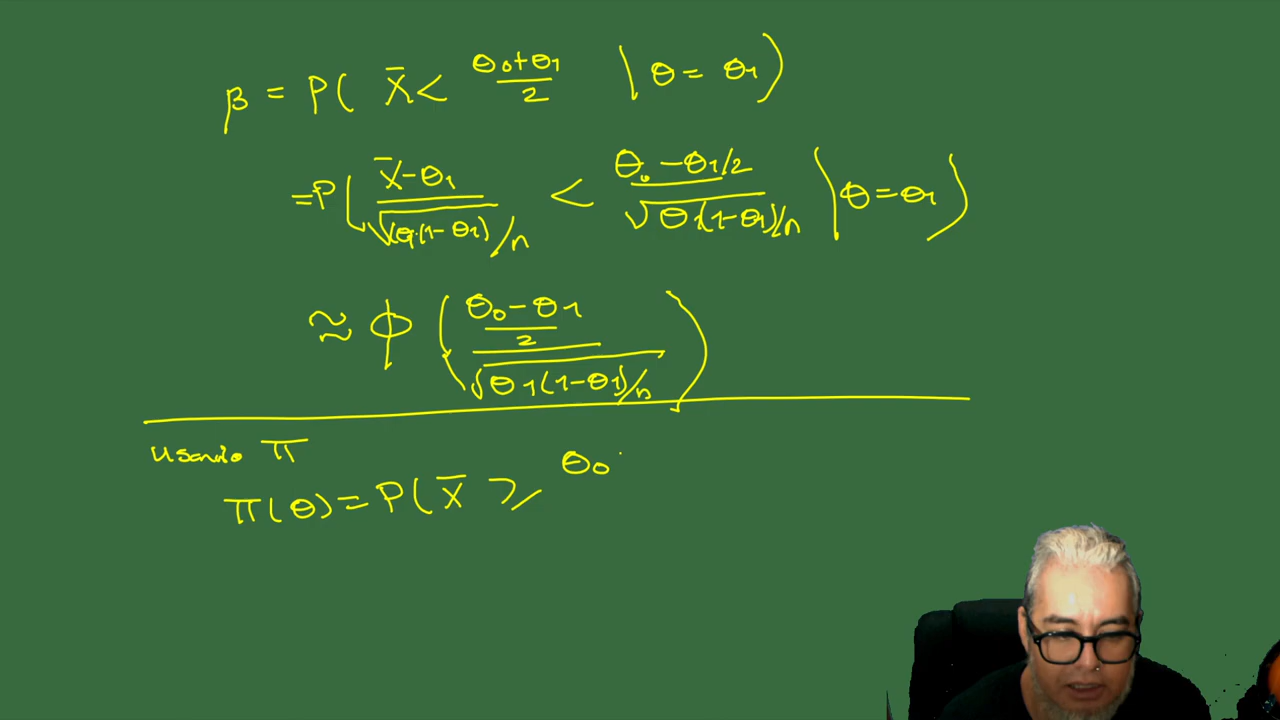 β = P( X̄ < (θ₀+θ₁)/2 | θ = θ₁)
= P( (X̄ - θ₁)/(√(θ₁(1-θ₁)/n)) < (θ₀ - θ₁/2)/(√(θ₁(1-θ₁)/n)) | θ = θ₁)
≈ Φ( ((θ₀ - θ₁)/2)/(√(θ₁(1-θ₁)/n)) )
usando π
π(θ) = P( X̄ ≥ θ₀